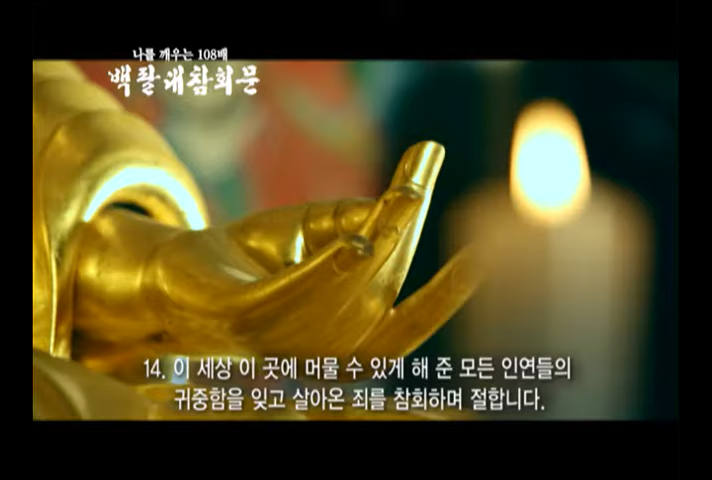 나를 깨우는 108배
백팔대참회문
14. 이 세상 이 곳에 머물 수 있게 해 준 모든 인연들의
귀중함을 잊고 살아온 죄를 참회하며 절합니다.